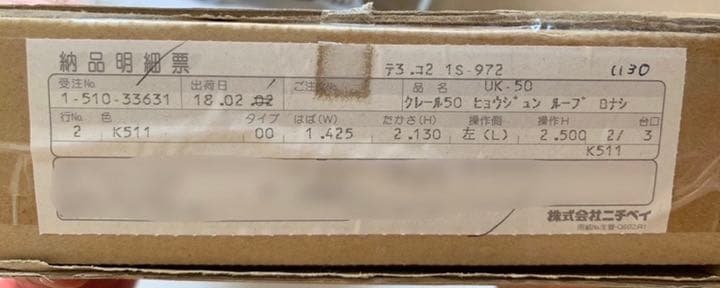 納品明細票 テ3.コ2 1S-972 1130
受注No. 出荷日 ご注 品名 UK-50
1-510-33631 18.02.02 クレール50 ヒョウジュン ループ ロナシ
行No. 色 タイプ はば(W) たかさ(H) 操作側 操作H 台口
2 K511 00 1.425 2.130 左(L) 2.500 2/ 3
K511
株式会社ニチベイ